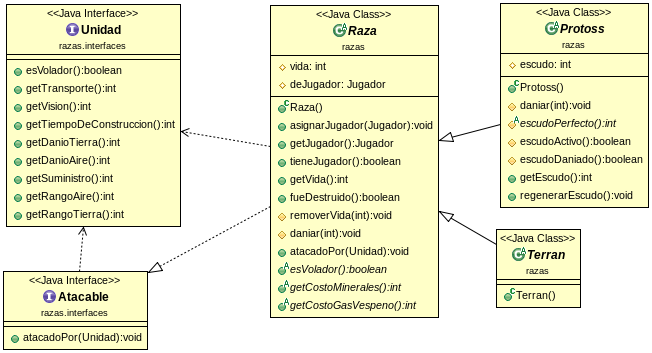 <<Java Interface>>
Unidad
razas.interfaces
esVolador():boolean
getTransporte():int
getVision():int
getTiempoDeConstruccion():int
getDanioTierra():int
getDanioAire():int
getSuministro():int
getRangoAire():int
getRangoTierra():int
<<Java Interface>>
Atacable
razas.interfaces
atacadoPor(Unidad):void
<<Java Class>>
Raza
razas
vida: int
deJugador: Jugador
Raza()
asignarJugador(Jugador):void
getJugador():Jugador
tieneJugador():boolean
getVida():int
fueDestruido():boolean
removerVida(int):void
daniar(int):void
atacadoPor(Unidad):void
esVolador():boolean
getCostoMinerales():int
getCostoGasVespeno():int
<<Java Class>>
Protoss
razas
escudo: int
Protoss()
daniar(int):void
escudoPerfecto():int
escudoActivo():boolean
escudoDaniado():boolean
getEscudo():int
regenerarEscudo():void
<<Java Class>>
Terran
razas
Terran()